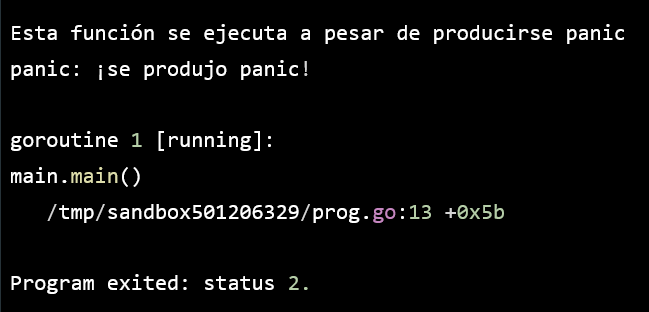 Esta función se ejecuta a pesar de producirse panic
panic: ¡se produjo panic!
goroutine 1 [running]:
main.main()
/tmp/sandbox501206329/prog.go:13 +0x5b
Program exited: status 2.